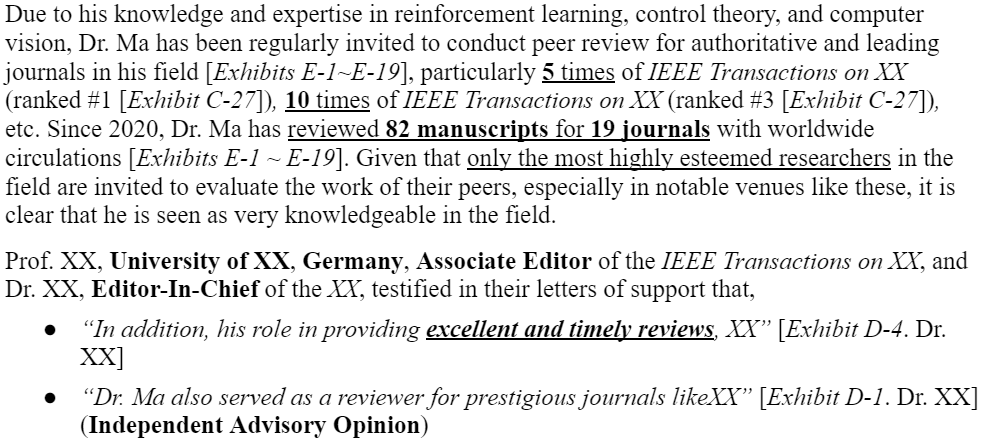 Due to his knowledge and expertise in reinforcement learning, control theory, and computer
vision, Dr. Ma has been regularly invited to conduct peer review for authoritative and leading
journals in his field [Exhibits E-1~E-19], particularly 5 times of IEEE Transactions on XX
(ranked #1 [Exhibit C-27]), 10 times of IEEE Transactions on XX (ranked #3 [Exhibit C-27]),
etc. Since 2020, Dr. Ma has reviewed 82 manuscripts for 19 journals with worldwide
circulations [Exhibits E-1 ~ E-19]. Given that only the most highly esteemed researchers in the
field are invited to evaluate the work of their peers, especially in notable venues like these, it is
clear that he is seen as very knowledgeable in the field.
Prof. XX, University of XX, Germany, Associate Editor of the IEEE Transactions on XX, and
Dr. XX, Editor-In-Chief of the XX, testified in their letters of support that,
● “In addition, his role in providing excellent and timely reviews, XX” [Exhibit D-4. Dr.
XX]
● “Dr. Ma also served as a reviewer for prestigious journals likeXX” [Exhibit D-1. Dr. XX]
(Independent Advisory Opinion)